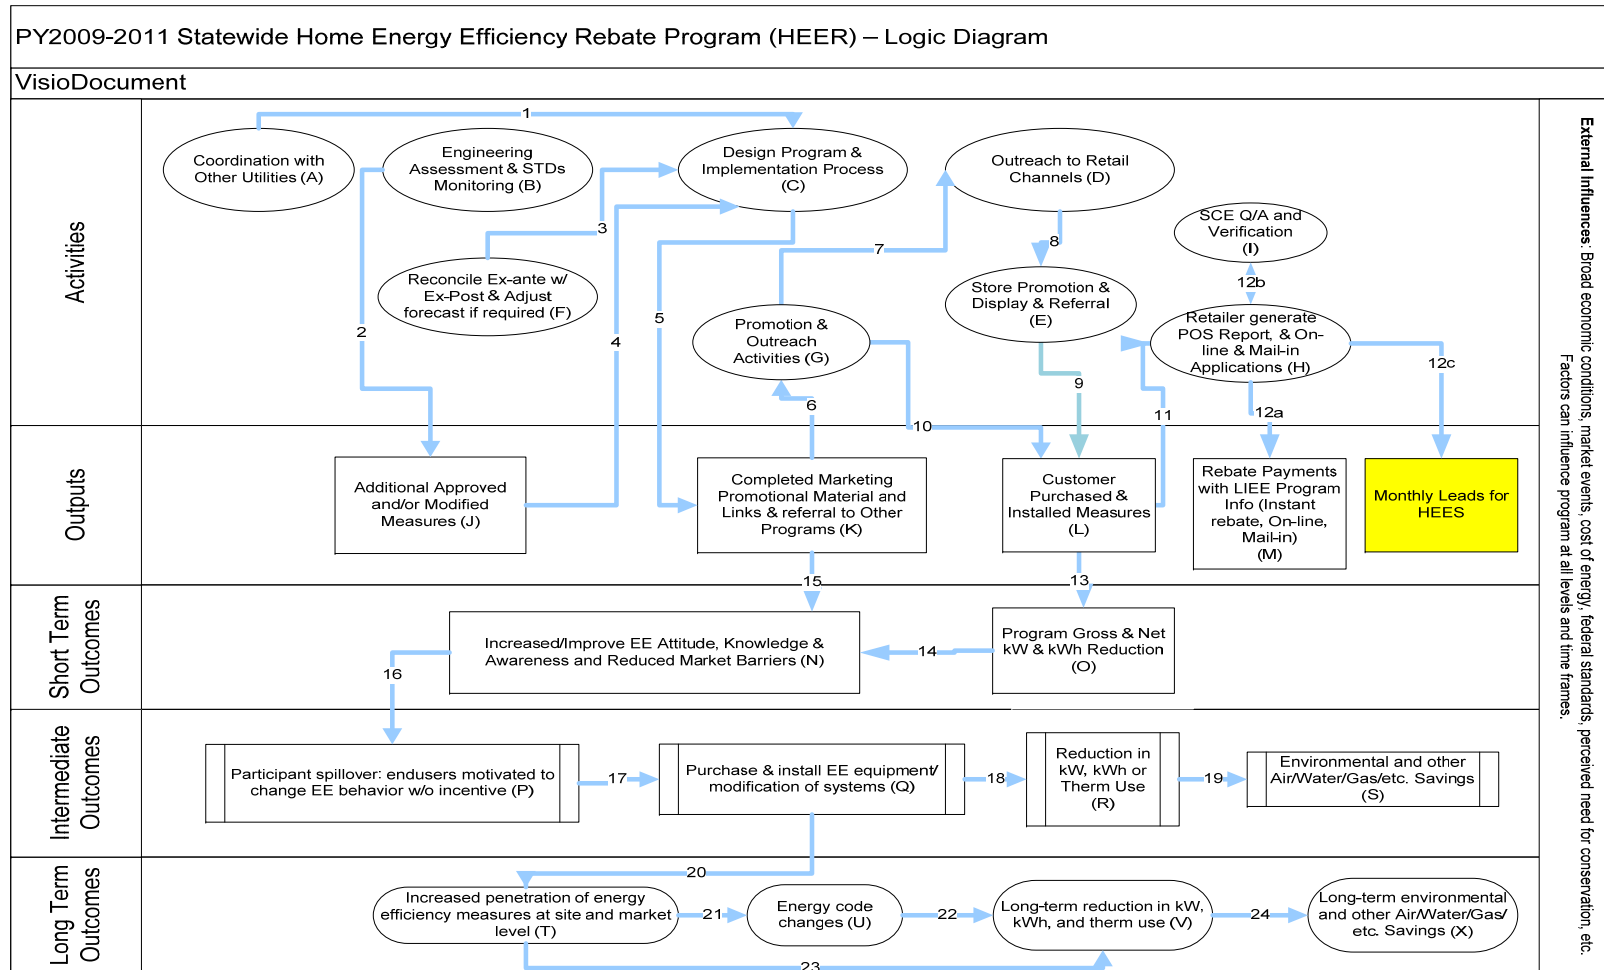 PY2009-2011 Statewide Home Energy Efficiency Rebate Program (HEER) – Logic Diagram
VisioDocument
Activities
1
Coordination with
Other Utilities (A)
Engineering
Assessment & STDs
Monitoring (B)
Design Program &
Implementation Process
(C)
Outreach to Retail
Channels (D)
SCE Q/A and
Verification
(I)
3
7
8
12b
Reconcile Ex-ante w/
Ex-Post & Adjust
forecast if required (F)
Store Promotion &
Display & Referral
(E)
2
4
5
Promotion &
Outreach
Activities (G)
Retailer generate
POS Report, & On-
line & Mail-in
Applications (H)
12c
6
9
10
11
12a
Outputs
Additional Approved
and/or Modified
Measures (J)
Completed Marketing
Promotional Material and
Links & referral to Other
Programs (K)
Customer
Purchased &
Installed Measures
(L)
Rebate Payments
with LIEE Program
Info (Instant
rebate, On-line,
Mail-in)
(M)
Monthly Leads for
HEES
15
13
Short Term
Outcomes
Increased/Improve EE Attitude, Knowledge &
Awareness and Reduced Market Barriers (N)
14
Program Gross & Net
kW & kWh Reduction
(O)
16
Intermediate
Outcomes
Participant spillover: endusers motivated to
change EE behavior w/o incentive (P)
17
Purchase & install EE equipment/
modification of systems (Q)
18
Reduction in
kW, kWh or
Therm Use
(R)
19
Environmental and other
Air/Water/Gas/etc. Savings
(S)
20
Long Term
Outcomes
Increased penetration of energy
efficiency measures at site and market
level (T)
21
Energy code
changes (U)
22
Long-term reduction in kW,
kWh, and therm use (V)
24
Long-term environmental
and other Air/Water/Gas/
etc. Savings (X)
23
External Influences: Broad economic conditions, market events, cost of energy, federal standards, perceived need for conservation, etc.
Factors can influence program at all levels and time frames.